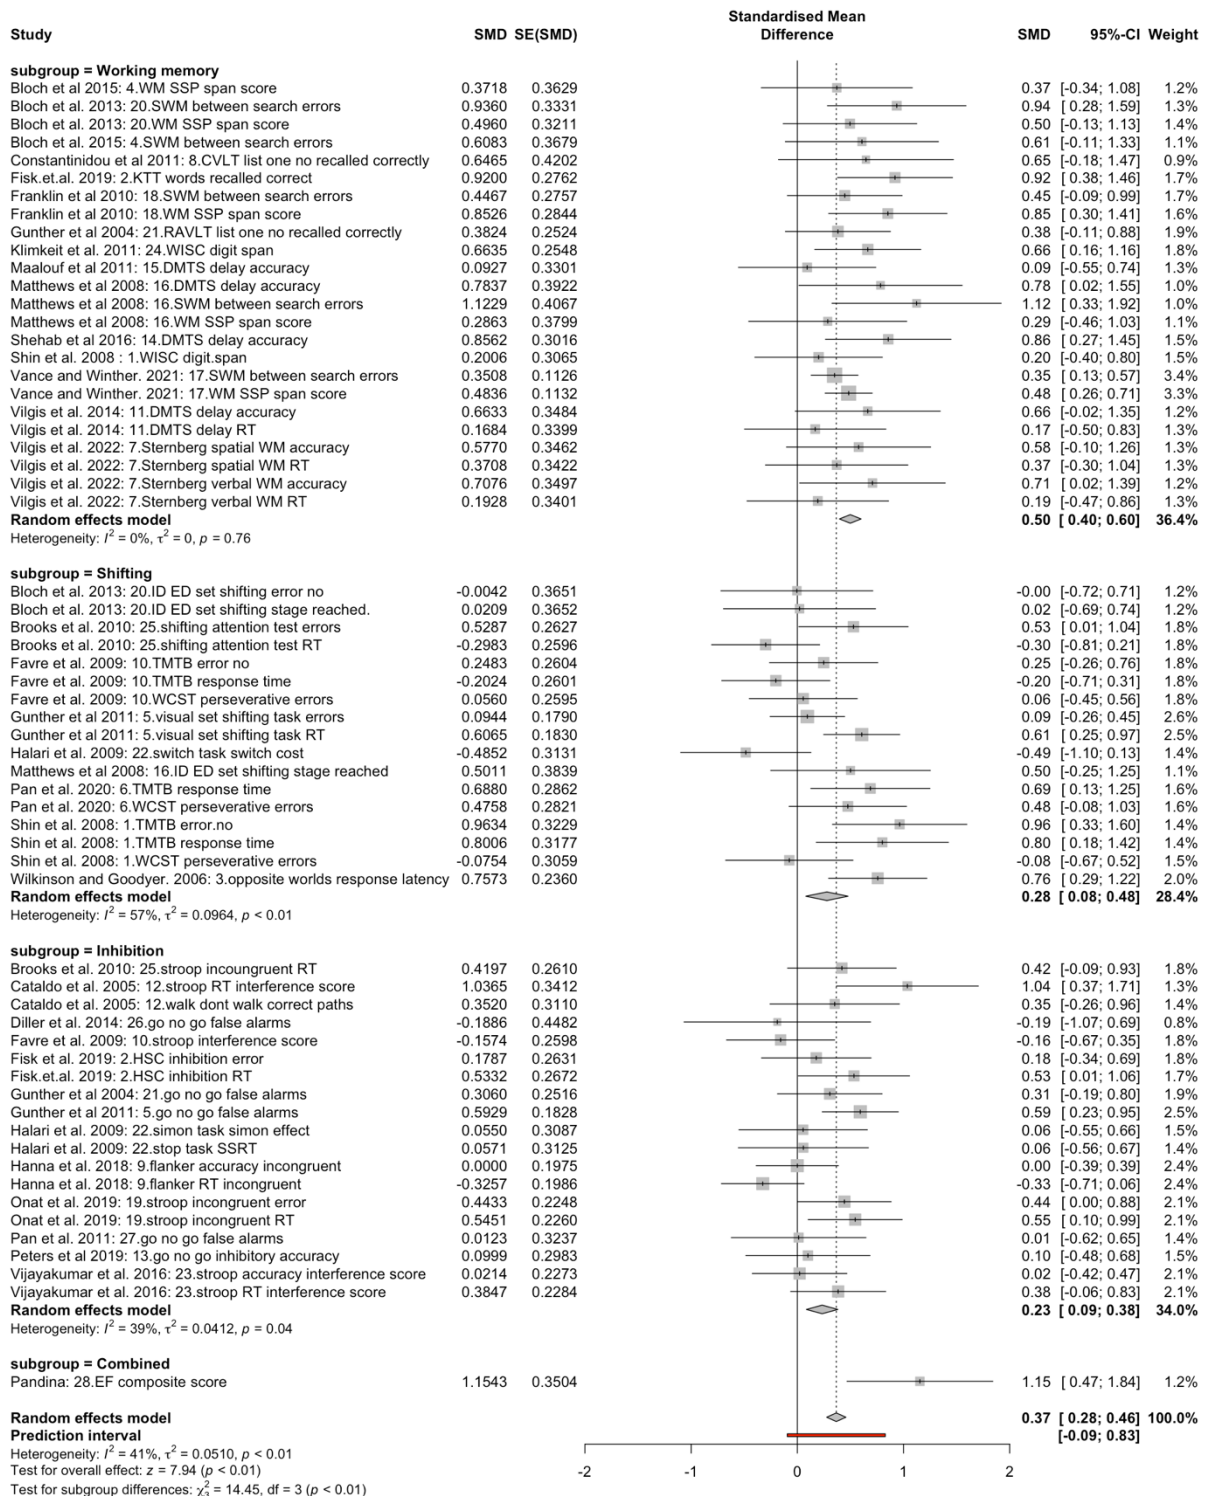 Standardised Mean
Study SMD SE(SMD) Difference SMD 95%-CI Weight
subgroup = Working memory
Bloch et al 2015: 4.WM SSP span score 0.3718 0.3629 0.37 [-0.34; 1.08] 1.2%
Bloch et al 2013: 20.SWM between search errors 0.9360 0.3331 0.94 [ 0.28; 1.59] 1.3%
Bloch et al 2013: 20.WM SSP span score 0.4960 0.3211 0.50 [-0.13; 1.13] 1.4%
Bloch et al 2015: 4.SWM between search errors 0.6083 0.3679 0.61 [-0.11; 1.33] 1.1%
Constantinidou et al 2011: 8.CVLT list one no recalled correctly 0.6465 0.4202 0.65 [-0.18; 1.47] 0.9%
Fisk.et.al. 2019: 2.KTT words recalled correct 0.9200 0.2762 0.92 [ 0.38; 1.46] 1.7%
Franklin et al 2010: 18.SWM between search errors 0.4467 0.2757 0.45 [-0.09; 0.99] 1.7%
Franklin et al 2010: 18.WM SSP span score 0.8526 0.2844 0.85 [ 0.30; 1.41] 1.6%
Gunther et al 2004: 21.RAVLT list one no recalled correctly 0.3824 0.2524 0.38 [-0.11; 0.88] 1.9%
Klimkeit et al. 2011: 24.WISC digit span 0.6635 0.2548 0.66 [ 0.16; 1.16] 1.8%
Maalouf et al 2011: 15.DMTS delay accuracy 0.0927 0.3301 0.09 [-0.55; 0.74] 1.3%
Matthews et al 2008: 16.DMTS delay accuracy 0.7837 0.3922 0.78 [ 0.02; 1.55] 1.0%
Matthews et al 2008: 16.SWM between search errors 1.1229 0.4067 1.12 [ 0.33; 1.92] 1.0%
Matthews et al 2008: 16.WM SSP span score 0.2863 0.3799 0.29 [-0.46; 1.03] 1.1%
Shehab et al 2016: 14.DMTS delay accuracy 0.8562 0.3016 0.86 [ 0.27; 1.45] 1.5%
Shin et al. 2008 : 1.WISC digit.span 0.2006 0.3065 0.20 [-0.40; 0.80] 1.5%
Vance and Winther. 2021: 17.SWM between search errors 0.3508 0.1126 0.35 [ 0.13; 0.57] 3.4%
Vance and Winther. 2021: 17.WM SSP span score 0.4836 0.1132 0.48 [ 0.26; 0.71] 3.3%
Vilgis et al. 2014: 11.DMTS delay accuracy 0.6633 0.3484 0.66 [-0.02; 1.35] 1.2%
Vilgis et al. 2014: 11.DMTS delay RT 0.1684 0.3399 0.17 [-0.50; 0.83] 1.3%
Vilgis et al. 2022: 7.Sternberg spatial WM accuracy 0.5770 0.3462 0.58 [-0.10; 1.26] 1.3%
Vilgis et al. 2022: 7.Sternberg spatial WM RT 0.3708 0.3422 0.37 [-0.30; 1.04] 1.3%
Vilgis et al. 2022: 7.Sternberg verbal WM accuracy 0.7076 0.3497 0.71 [ 0.02; 1.39] 1.2%
Vilgis et al. 2022: 7.Sternberg verbal WM RT 0.1928 0.3401 0.19 [-0.47; 0.86] 1.3%
Random effects model 0.50 [ 0.40; 0.60] 36.4%
Heterogeneity: I² = 0%, τ² = 0, p = 0.76
subgroup = Shifting
Bloch et al. 2013: 20.ID ED set shifting error no -0.0042 0.3651 -0.00 [-0.72; 0.71] 1.2%
Bloch et al. 2013: 20.ID ED set shifting stage reached. 0.0209 0.3652 0.02 [-0.69; 0.74] 1.2%
Brooks et al. 2010: 25.shifting attention test errors 0.5287 0.2627 0.53 [ 0.01; 1.04] 1.8%
Brooks et al. 2010: 25.shifting attention test RT -0.2983 0.2596 -0.30 [-0.81; 0.21] 1.8%
Favre et al. 2009: 10.TMTB error no 0.2483 0.2604 0.25 [-0.26; 0.76] 1.8%
Favre et al. 2009: 10.TMTB response time -0.2024 0.2601 -0.20 [-0.71; 0.31] 1.8%
Favre et al. 2009: 10.WCST perseverative errors 0.0560 0.2595 0.06 [-0.45; 0.56] 1.8%
Gunther et al 2011: 5.visual set shifting task errors 0.0944 0.1790 0.09 [-0.26; 0.45] 2.6%
Gunther et al 2011: 5.visual set shifting task RT 0.6065 0.1830 0.61 [ 0.25; 0.97] 2.5%
Halari et al. 2009: 22.switch task switch cost -0.4852 0.3131 -0.49 [-1.10; 0.13] 1.4%
Matthews et al 2008: 16.ID ED set shifting stage reached 0.5011 0.3839 0.50 [-0.25; 1.25] 1.1%
Pan et al. 2020: 6.TMTB response time 0.6880 0.2862 0.69 [ 0.13; 1.25] 1.6%
Pan et al. 2020: 6.WCST perseverative errors 0.4758 0.2821 0.48 [-0.08; 1.03] 1.6%
Shin et al. 2008: 1.TMTB error.no 0.9634 0.3229 0.96 [ 0.33; 1.60] 1.4%
Shin et al. 2008: 1.TMTB response time 0.8006 0.3177 0.80 [ 0.18; 1.42] 1.4%
Shin et al. 2008: 1.WCST perseverative errors -0.0754 0.3059 -0.08 [-0.67; 0.52] 1.5%
Wilkinson and Goodyer. 2006: 3.opposite worlds response latency 0.7573 0.2360 0.76 [ 0.29; 1.22] 2.0%
Random effects model 0.28 [ 0.08; 0.48] 28.4%
Heterogeneity: I² = 57%, τ² = 0.0964, p < 0.01
subgroup = Inhibition
Brooks et al. 2010: 25.stroop incoungruent RT 0.4197 0.2610 0.42 [-0.09; 0.93] 1.8%
Cataldo et al. 2005: 12.stroop RT interference score 1.0365 0.3412 1.04 [ 0.37; 1.71] 1.3%
Cataldo et al. 2005: 12.walk dont walk correct paths 0.3520 0.3110 0.35 [-0.26; 0.96] 1.4%
Diller et al. 2014: 26.go no go false alarms -0.1886 0.4482 -0.19 [-1.07; 0.69] 0.8%
Favre et al. 2009: 10.stroop interference score -0.1574 0.2598 -0.16 [-0.67; 0.35] 1.8%
Fisk et al. 2019: 2.HSC inhibition error 0.1787 0.2631 0.18 [-0.34; 0.69] 1.8%
Fisk.et.al. 2019: 2.HSC inhibition RT 0.5332 0.2672 0.53 [ 0.01; 1.06] 1.7%
Gunther et al 2004: 21.go no go false alarms 0.3060 0.2516 0.31 [-0.19; 0.80] 1.9%
Gunther et al 2011: 5.go no go false alarms 0.5929 0.1828 0.59 [ 0.23; 0.95] 2.5%
Halari et al. 2009: 22.simon task simon effect 0.0550 0.3087 0.06 [-0.55; 0.66] 1.5%
Halari et al. 2009: 22.stop task SSRT 0.0571 0.3125 0.06 [-0.56; 0.67] 1.4%
Hanna et al. 2018: 9.flanker accuracy incongruent 0.0000 0.1975 0.00 [-0.39; 0.39] 2.4%
Hanna et al. 2018: 9.flanker RT incongruent -0.3257 0.1986 -0.33 [-0.71; 0.06] 2.4%
Onat et al. 2019: 19.stroop incongruent error 0.4433 0.2248 0.44 [ 0.00; 0.88] 2.1%
Onat et al. 2019: 19.stroop incongruent RT 0.5451 0.2260 0.55 [ 0.10; 0.99] 2.1%
Pan et al. 2011: 27.go no go false alarms 0.0123 0.3237 0.01 [-0.62; 0.65] 1.4%
Peters et al 2019: 13.go no go inhibitory accuracy 0.0999 0.2983 0.10 [-0.48; 0.68] 1.5%
Vijayakumar et al. 2016: 23.stroop accuracy interference score 0.0214 0.2273 0.02 [-0.42; 0.47] 2.1%
Vijayakumar et al. 2016: 23.stroop RT interference score 0.3847 0.2284 0.38 [-0.06; 0.83] 2.1%
Random effects model 0.23 [ 0.09; 0.38] 34.0%
Heterogeneity: I² = 39%, τ² = 0.0412, p = 0.04
subgroup = Combined
Pandina: 28.EF composite score 1.1543 0.3504 1.15 [ 0.47; 1.84] 1.2%
Random effects model 0.37 [ 0.28; 0.46] 100.0%
Prediction interval [-0.09; 0.83]
Heterogeneity: I² = 41%, τ² = 0.0510, p < 0.01
Test for overall effect: z = 7.94 (p < 0.01)
-2 -1 0 1 2
Test for subgroup differences: χ²₃ = 14.45, df = 3 (p < 0.01)